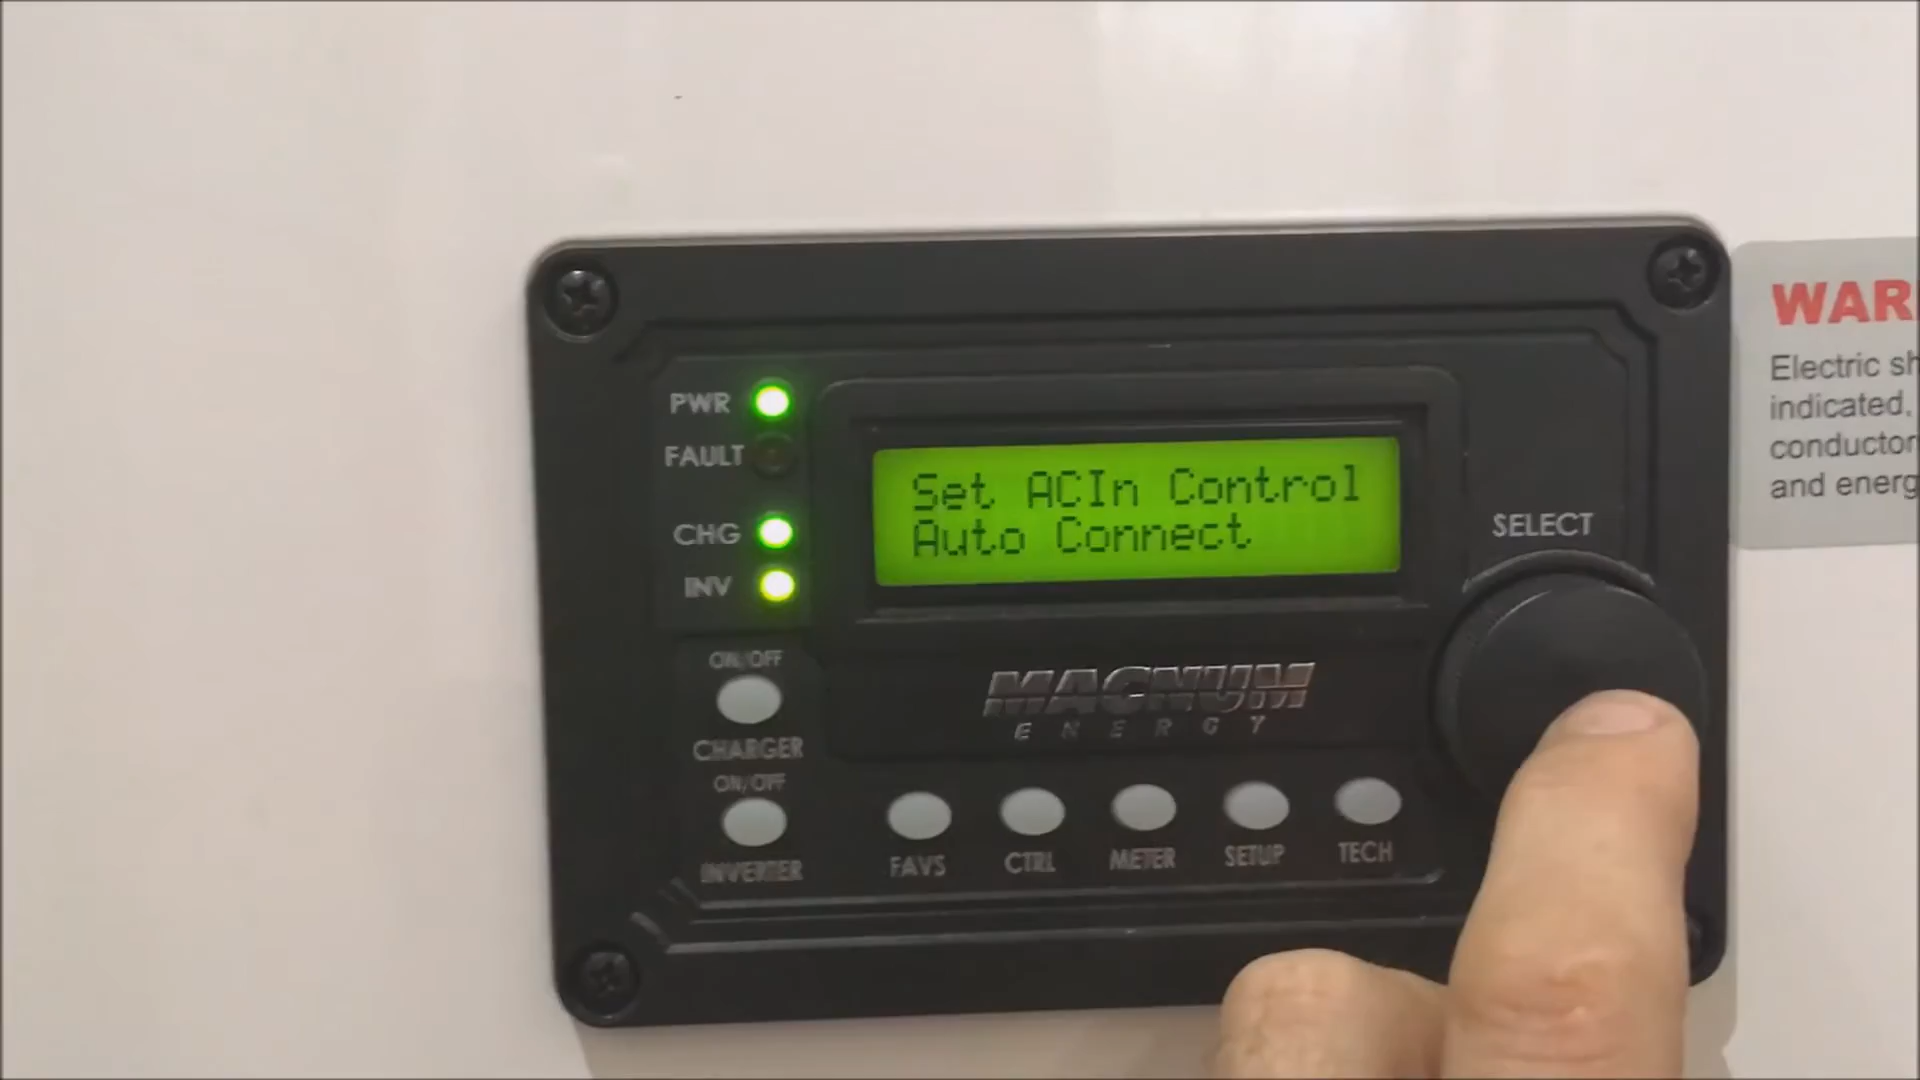 PWR
FAULT
CHG
INV
Set ACIn Control
Auto Connect
SELECT
ON/OFF
CHARGER
ON/OFF
INVERTER
MAGNUM
ENERGY
FAVS
CTRL
METER
SETUP
TECH
WAR
Electric sh
indicated,
conductor
and energ